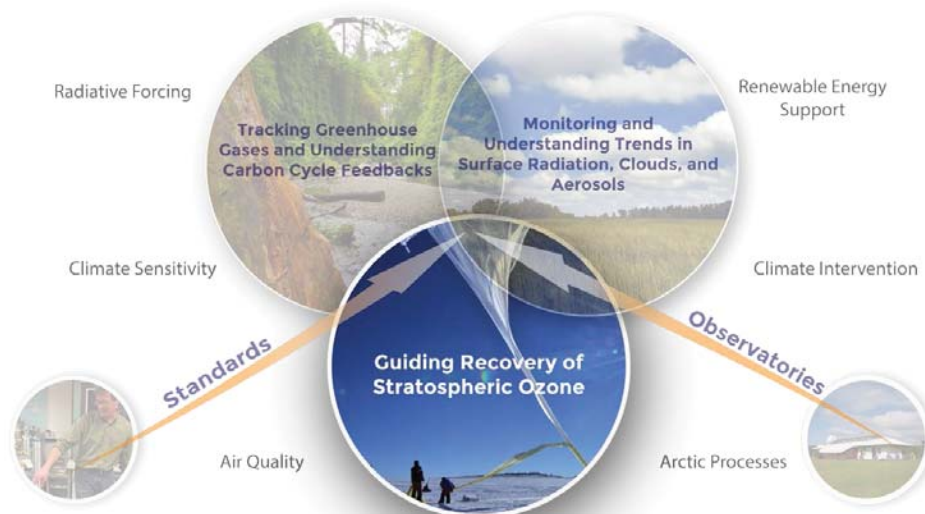 Radiative Forcing
Tracking Greenhouse
Gases and Understanding
Carbon Cycle Feedbacks
Monitoring and
Understanding Trends in
Surface Radiation, Clouds, and
Aerosols
Renewable Energy
Support
Climate Sensitivity
Climate Intervention
Standards
Observatories
Guiding Recovery of
Stratospheric Ozone
Air Quality
Arctic Processes